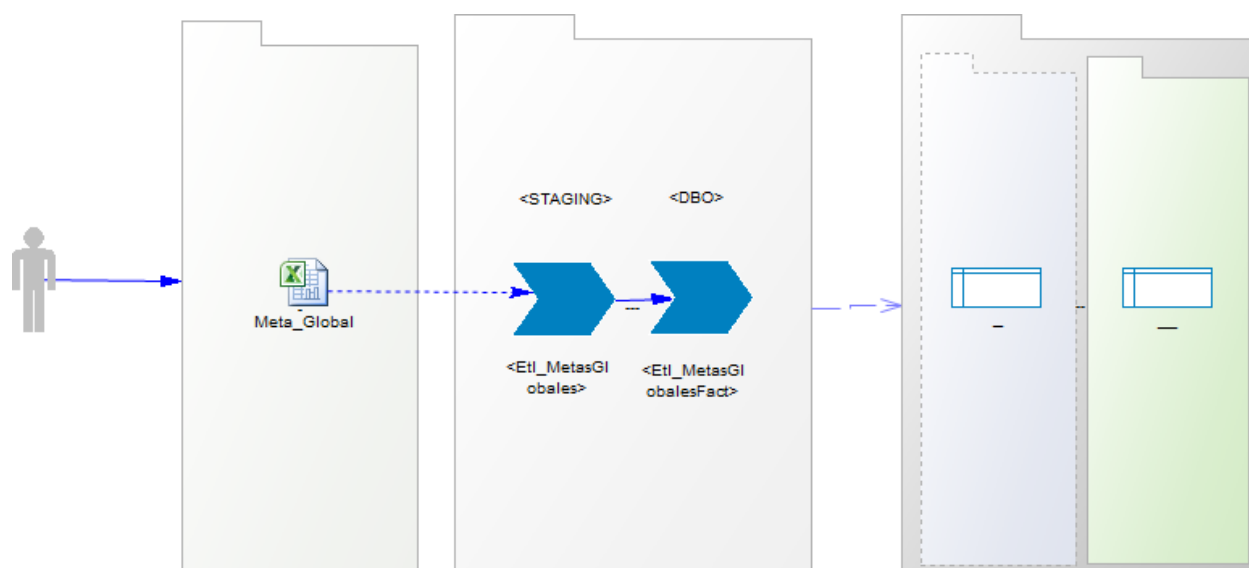 <STAGING>
<DBO>
Meta_Global
<Etl_MetasGl
obales>
<Etl_MetasGl
obalesFact>